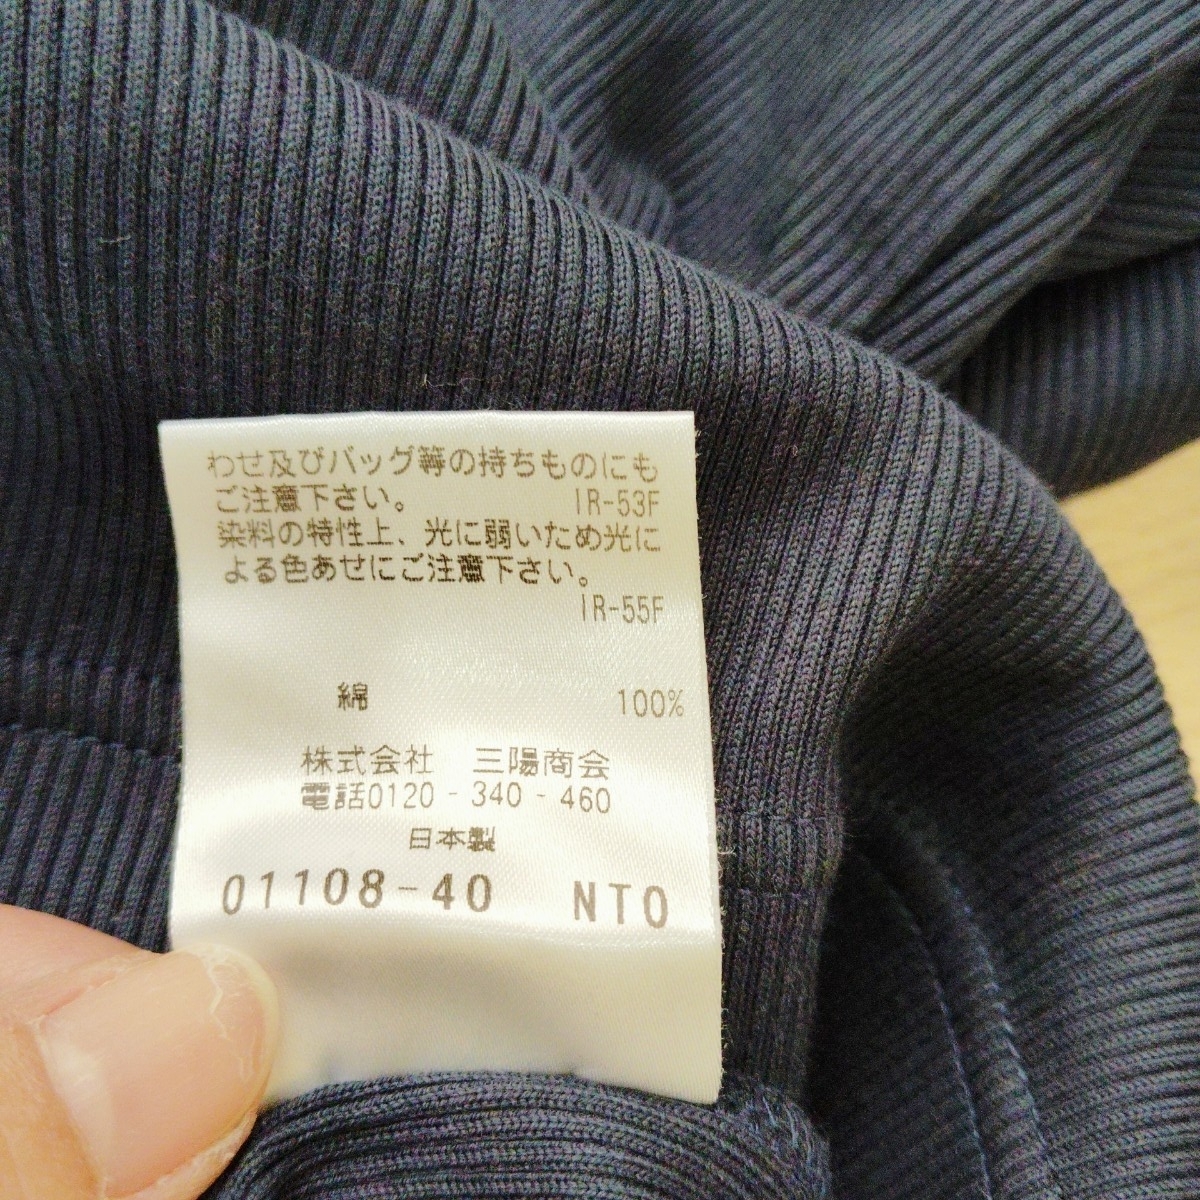 わせ及びバッグ等の持ちものにも
ご注意下さい。 IR-53F
染料の特性上、光に弱いため光に
よる色あせにご注意下さい。
IR-55F
綿 100%
株式会社 三陽商会
電話0120-340-460
日本製
01108-40 NTO